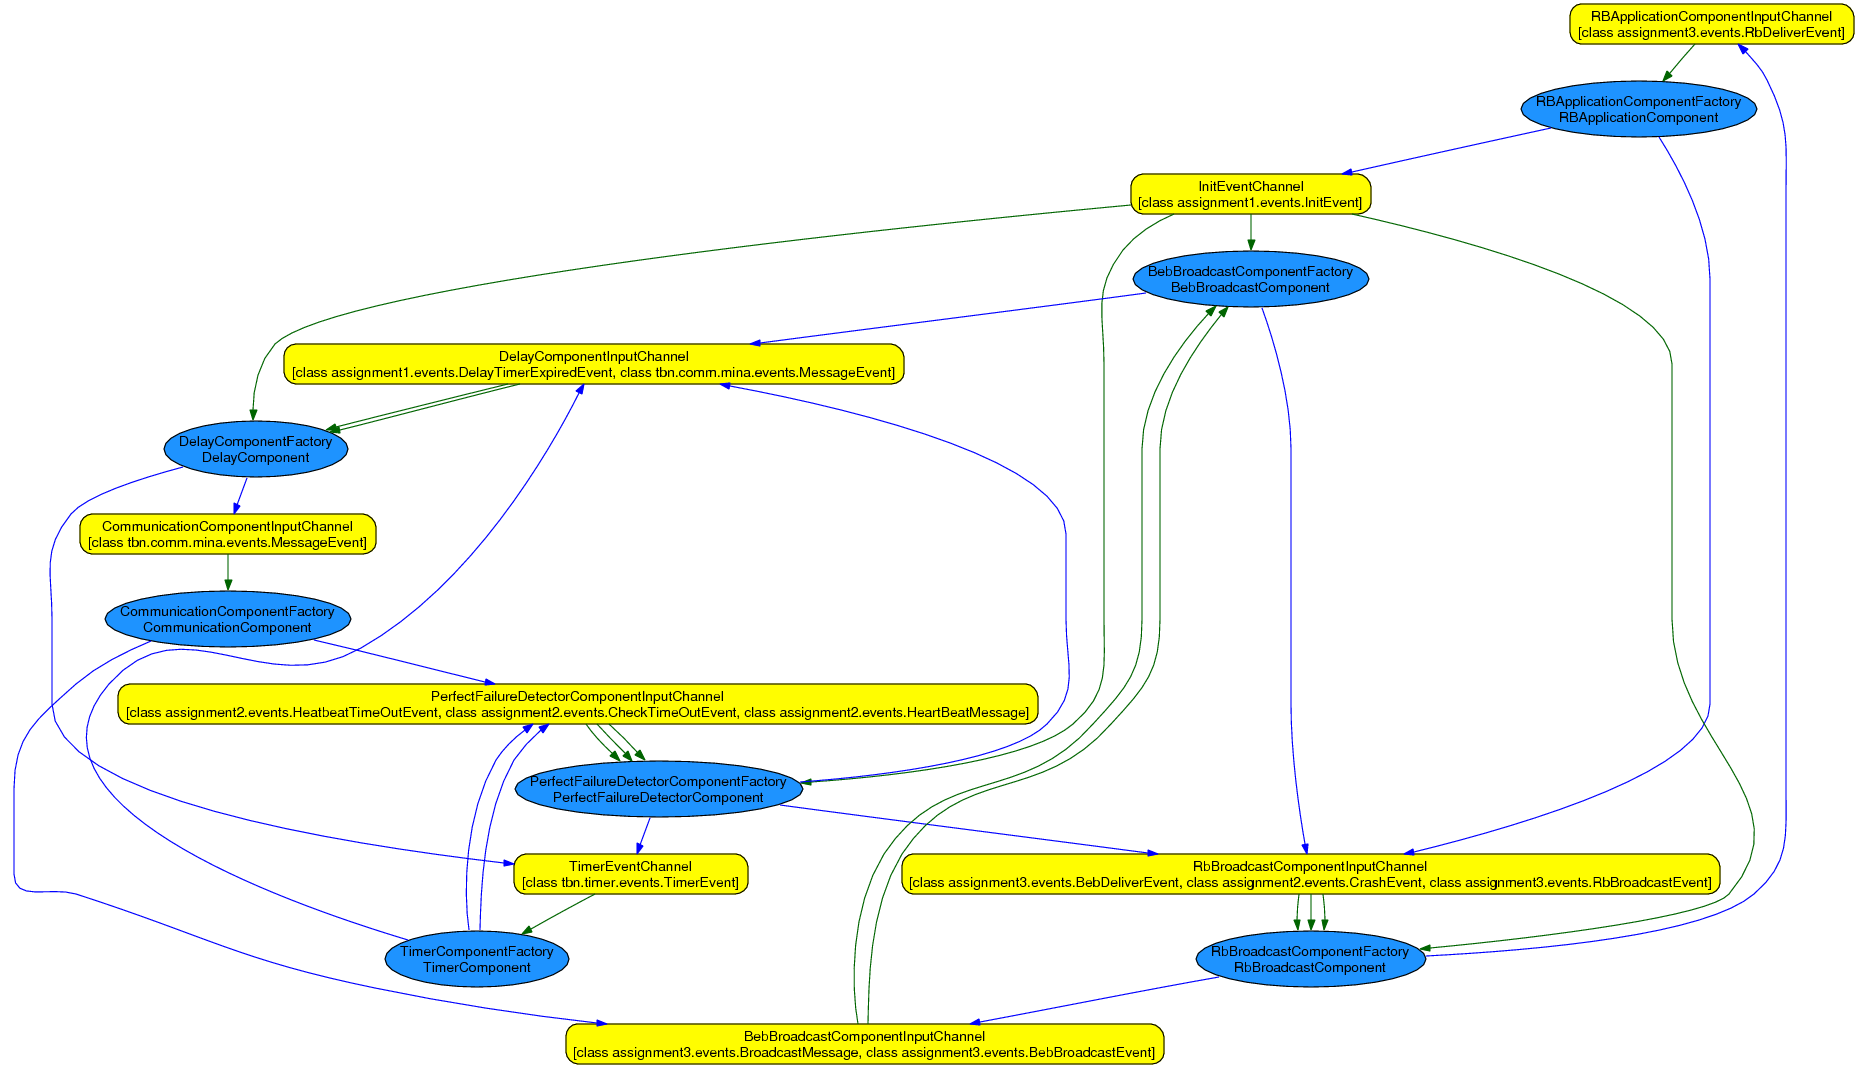 RBApplicationComponentInputChannel
[class assignment3.events.RbDeliverEvent]
RBApplicationComponentFactory
RBApplicationComponent
InitEventChannel
[class assignment1.events.InitEvent]
BebBroadcastComponentFactory
BebBroadcastComponent
DelayComponentInputChannel
[class assignment1.events.DelayTimerExpiredEvent, class tbn.comm.mina.events.MessageEvent]
DelayComponentFactory
DelayComponent
CommunicationComponentInputChannel
[class tbn.comm.mina.events.MessageEvent]
CommunicationComponentFactory
CommunicationComponent
PerfectFailureDetectorComponentInputChannel
[class assignment2.events.HeatbeatTimeOutEvent, class assignment2.events.CheckTimeOutEvent, class assignment2.events.HeartBeatMessage]
PerfectFailureDetectorComponentFactory
PerfectFailureDetectorComponent
TimerEventChannel
[class tbn.timer.events.TimerEvent]
RbBroadcastComponentInputChannel
[class assignment3.events.BebDeliverEvent, class assignment2.events.CrashEvent, class assignment3.events.RbBroadcastEvent]
TimerComponentFactory
TimerComponent
RbBroadcastComponentFactory
RbBroadcastComponent
BebBroadcastComponentInputChannel
[class assignment3.events.BroadcastMessage, class assignment3.events.BebBroadcastEvent]